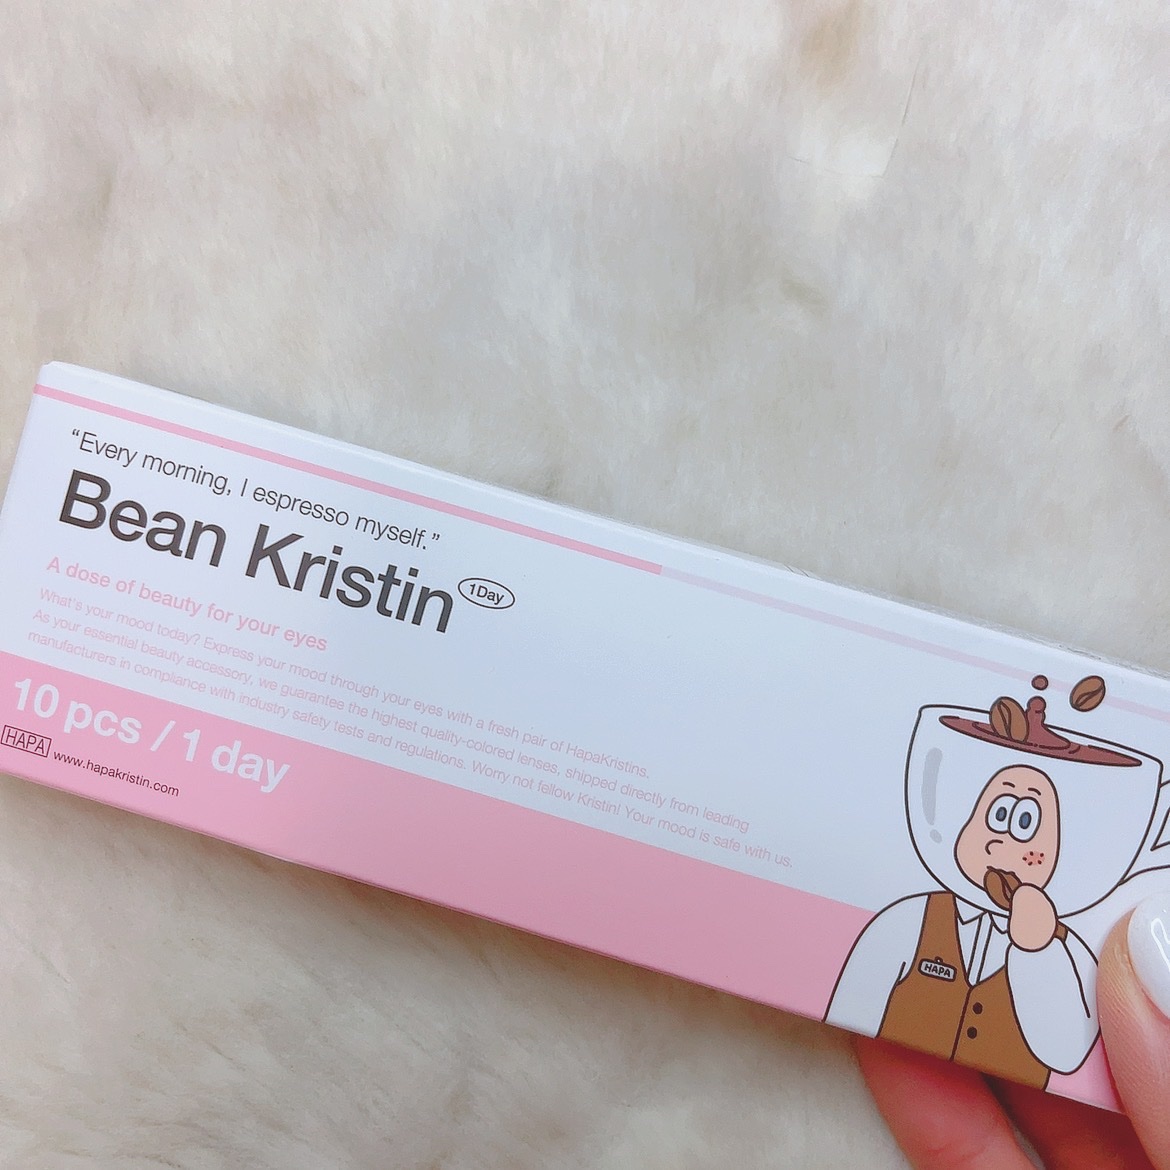 “Every morning, I espresso myself.”
Bean Kristin 1Day
A dose of beauty for your eyes
What's your mood today? Express your mood through your eyes with a fresh pair of HapaKristins.
As your essential beauty accessory, we guarantee the highest quality-colored lenses, shipped directly from leading
manufacturers in compliance with industry safety tests and regulations. Worry not fellow Kristin! Your mood is safe with us.
10 pcs / 1 day
HAPA www.hapakristin.com
HAPA